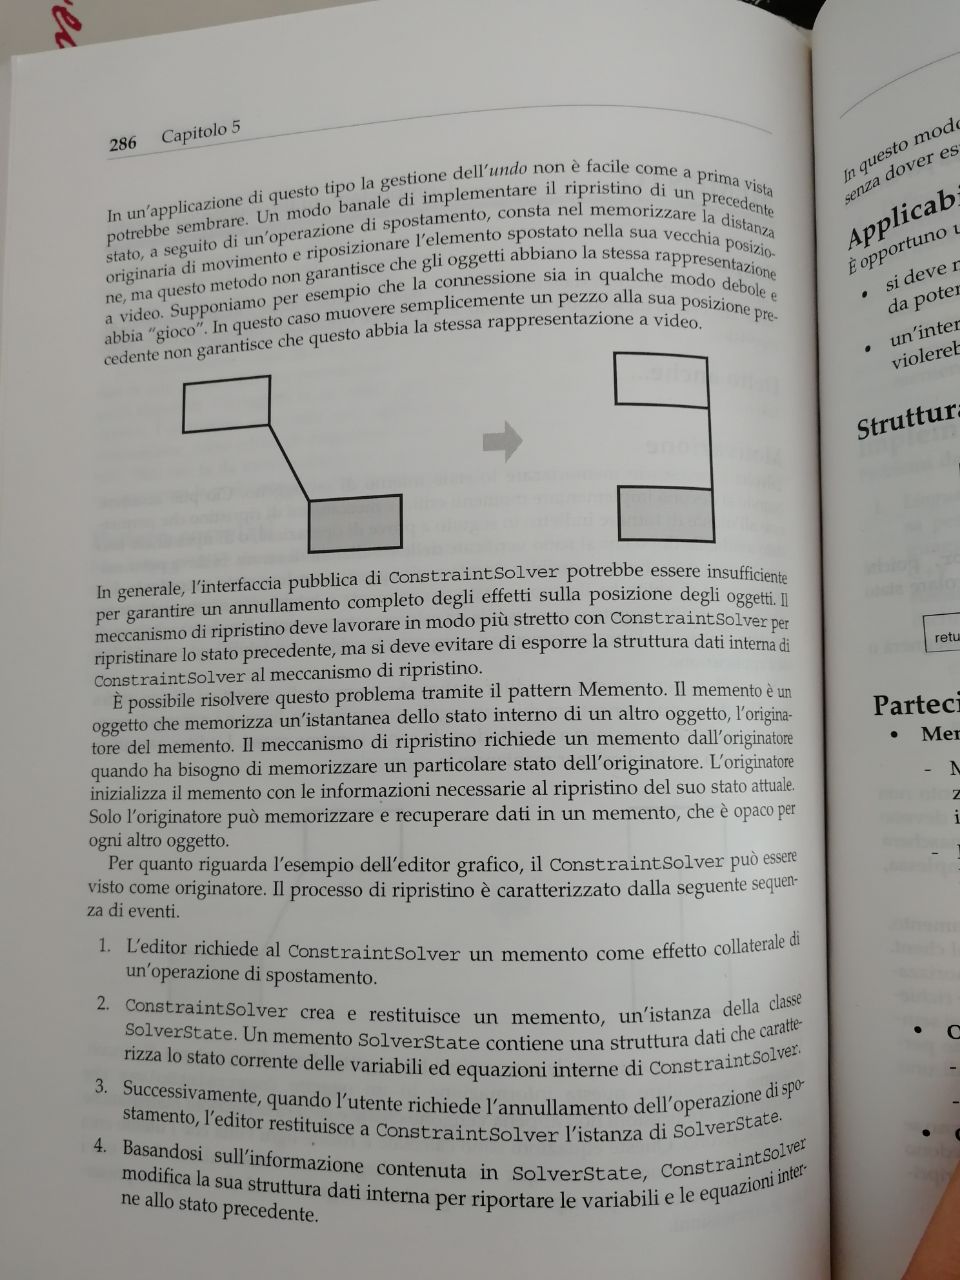 286 Capitolo 5
In un'applicazione di questo tipo la gestione dell'undo non è facile come a prima vista
potrebbe sembrare. Un modo banale di implementare il ripristino di un precedente
stato, a seguito di un'operazione di spostamento, consta nel memorizzare la distanza
originaria di movimento e riposizionare l'elemento spostato nella sua vecchia posizio-
ne, ma questo metodo non garantisce che gli oggetti abbiano la stessa rappresentazione
a video. Supponiamo per esempio che la connessione sia in qualche modo debole e
abbia "gioco". In questo caso muovere semplicemente un pezzo alla sua posizione pre-
cedente non garantisce che questo abbia la stessa rappresentazione a video.
In generale, l'interfaccia pubblica di ConstraintSolver potrebbe essere insufficiente
per garantire un annullamento completo degli effetti sulla posizione degli oggetti. Il
meccanismo di ripristino deve lavorare in modo più stretto con ConstraintSolver per
ripristinare lo stato precedente, ma si deve evitare di esporre la struttura dati interna di
ConstraintSolver al meccanismo di ripristino.
È possibile risolvere questo problema tramite il pattern Memento. Il memento è un
oggetto che memorizza un'istantanea dello stato interno di un altro oggetto, l'origina-
tore del memento. Il meccanismo di ripristino richiede un memento dall'originatore
quando ha bisogno di memorizzare un particolare stato dell'originatore. L'originatore
inizializza il memento con le informazioni necessarie al ripristino del suo stato attuale.
Solo l'originatore può memorizzare e recuperare dati in un memento, che è opaco per
ogni altro oggetto.
Per quanto riguarda l'esempio dell'editor grafico, il ConstraintSolver può essere
visto come originatore. Il processo di ripristino è caratterizzato dalla seguente sequen-
za di eventi.
1. L'editor richiede al ConstraintSolver un memento come effetto collaterale di
un'operazione di spostamento.
2. ConstraintSolver crea e restituisce un memento, un'istanza della classe
SolverState. Un memento SolverState contiene una struttura dati che caratte-
rizza lo stato corrente delle variabili ed equazioni interne di ConstraintSolver.
3. Successivamente, quando l'utente richiede l'annullamento dell'operazione di spo-
stamento, l'editor restituisce a ConstraintSolver l'istanza di SolverState.
4. Basandosi sull'informazione contenuta in SolverState, ConstraintSolver
modifica la sua struttura dati interna per riportare le variabili e le equazioni inter-
ne allo stato precedente.
In questo modo
senza dover es
Applicabi
È opportuno u
• si deve
da poter
• un'inter
violereb
Struttura
retu
Parteci
• Mem